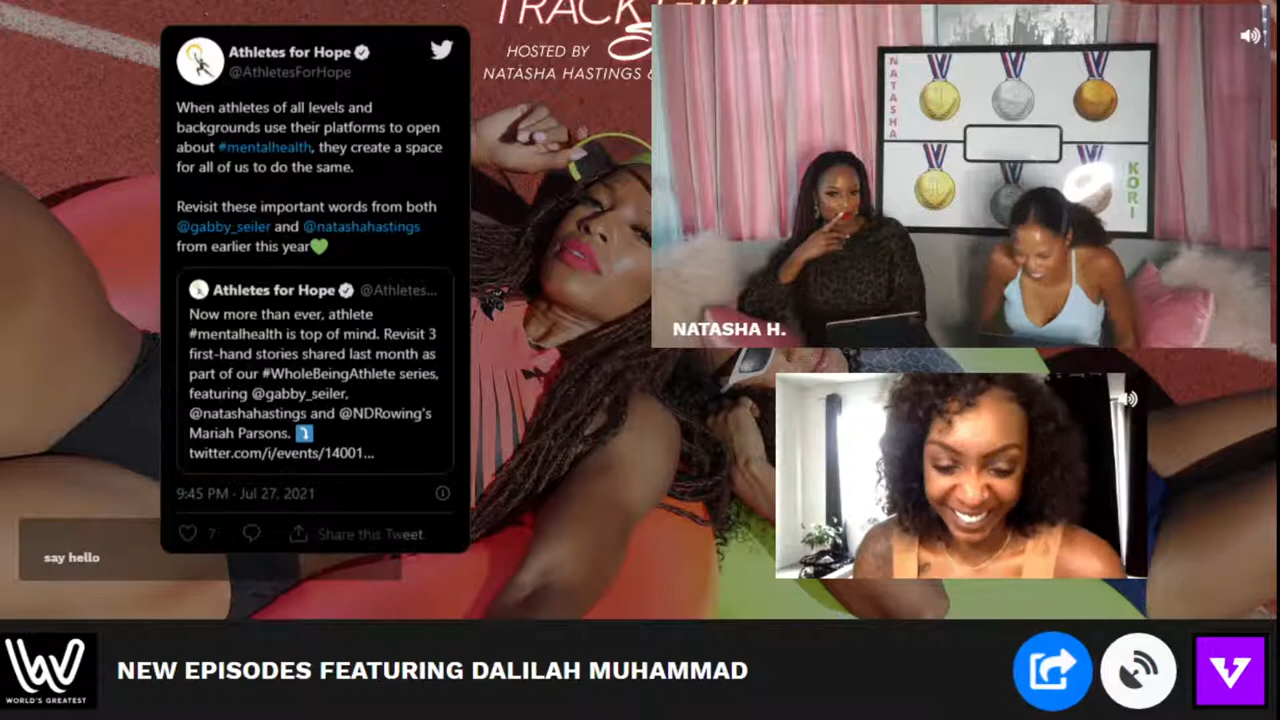 TRACK
HOSTED BY
NATASHA HASTINGS &
Athletes for Hope
@AthletesForHope
When athletes of all levels and
backgrounds use their platforms to open
about #mentalhealth, they create a space
for all of us to do the same.
Revisit these important words from both
@gabby_seiler and @natashahastings
from earlier this year💚
Athletes for Hope @Athletes...
Now more than ever, athlete
#mentalhealth is top of mind. Revisit 3
first-hand stories shared last month as
part of our #WholeBeingAthlete series,
featuring @gabby_seiler,
@natashahastings and @NDRowing's
Mariah Parsons. ⤵️
twitter.com/i/events/14001...
9:45 PM · Jul 27, 2021
7
Share this Tweet
say hello
NATASHA
KORI
NATASHA H.
WORLD'S GREATEST
NEW EPISODES FEATURING DALILAH MUHAMMAD